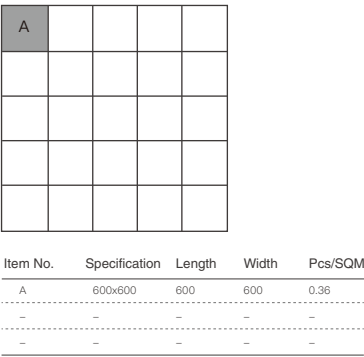 A
Item No. Specification Length Width Pcs/SQM
A 600x600 600 600 0.36
– – – – –
– – – – –